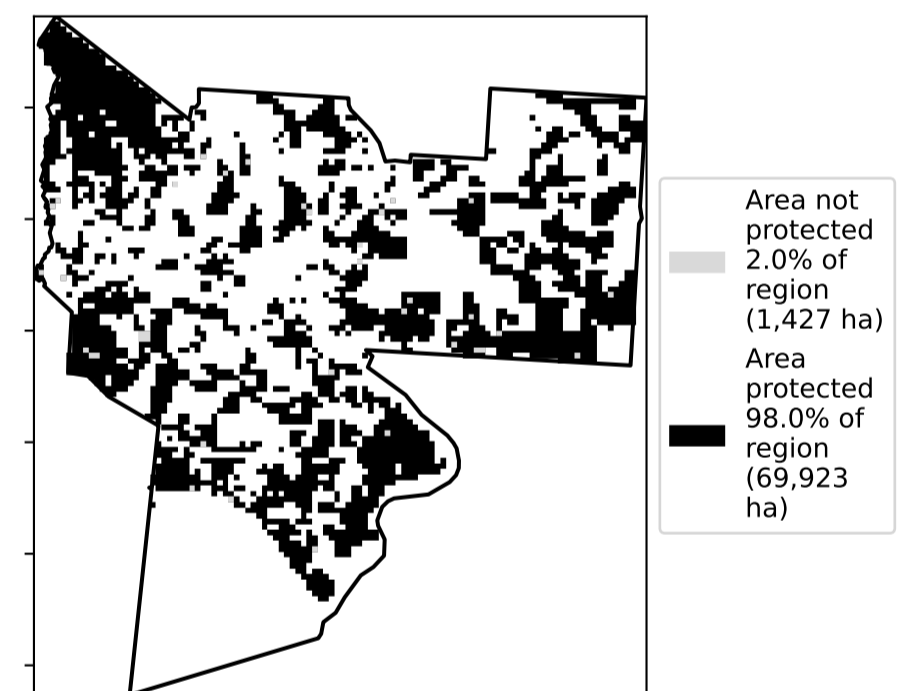 Area not
protected
2.0% of
region
(1,427 ha)
Area
protected
98.0% of
region
(69,923
ha)